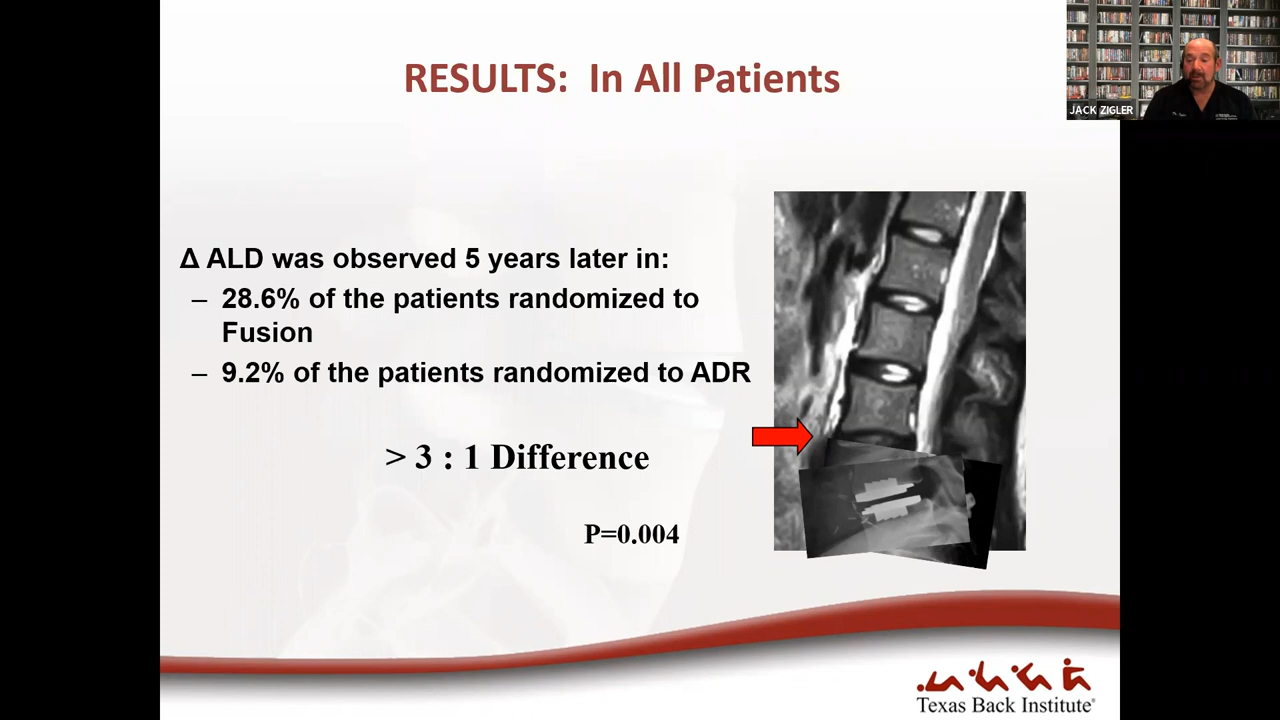 RESULTS: In All Patients
JACK ZIGLER
Δ ALD was observed 5 years later in:
– 28.6% of the patients randomized to
Fusion
– 9.2% of the patients randomized to ADR
> 3 : 1 Difference
P=0.004
Texas Back Institute®